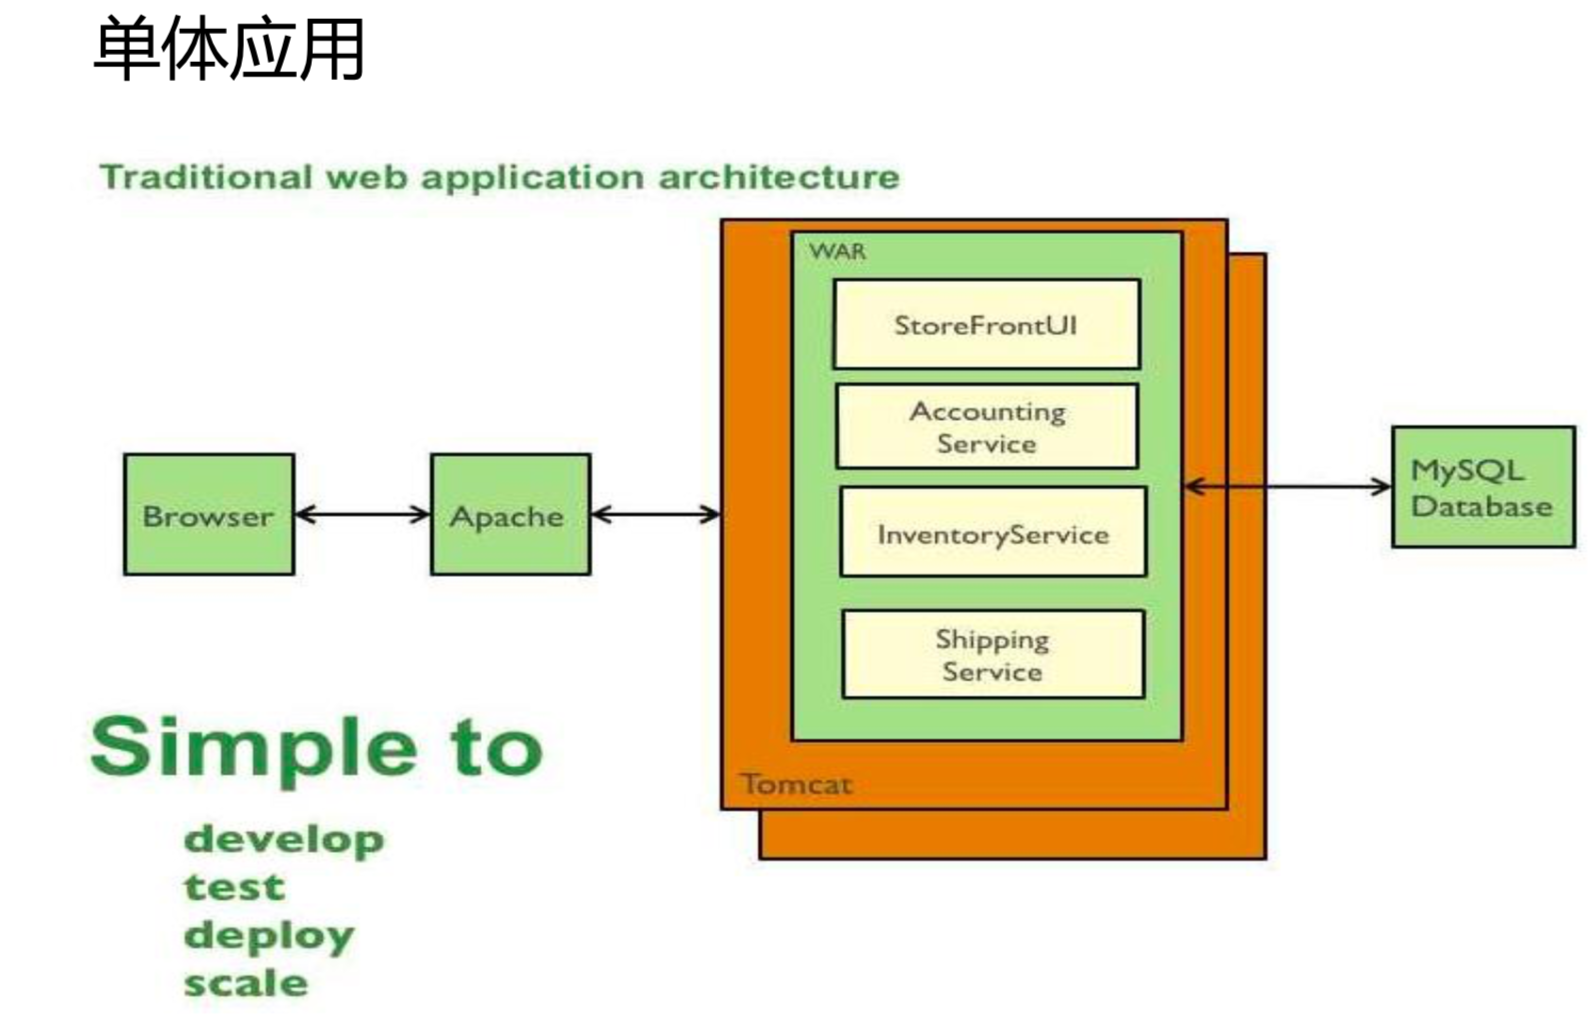 单体应用
Traditional web application architecture
WAR
StoreFrontUI
Accounting
Service
InventoryService
Shipping
Service
Tomcat
Browser
Apache
MySQL
Database
Simple to
develop
test
deploy
scale